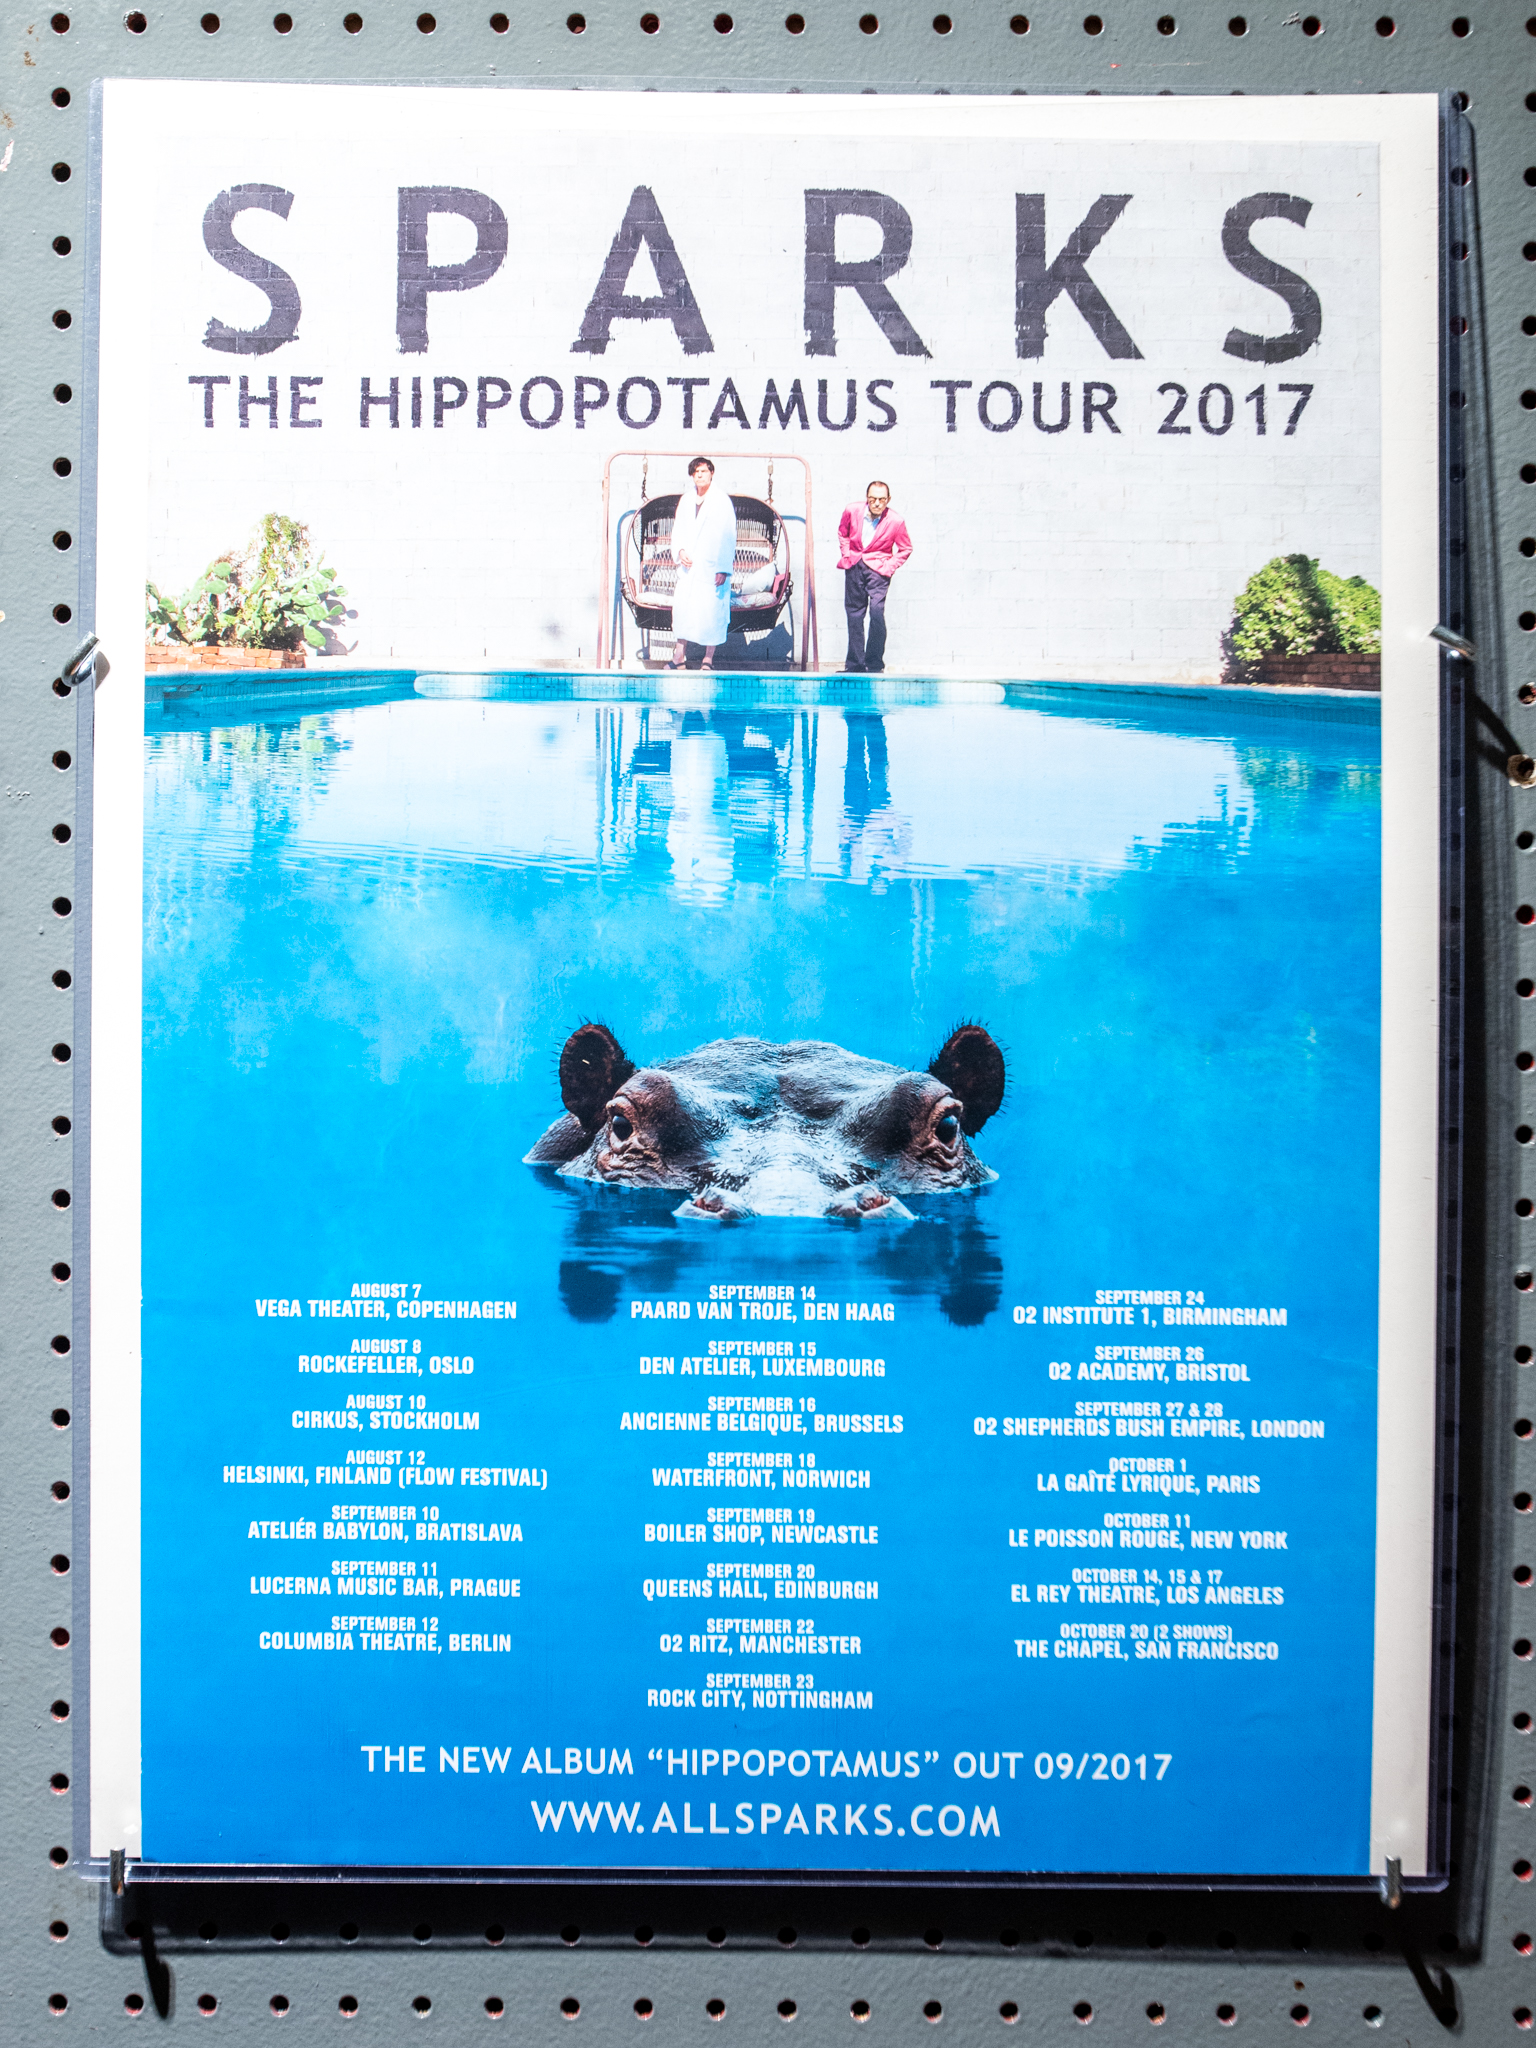 SPARKS
THE HIPPOPOTAMUS TOUR 2017
AUGUST 7
VEGA THEATER, COPENHAGEN
AUGUST 8
ROCKEFELLER, OSLO
AUGUST 10
CIRKUS, STOCKHOLM
AUGUST 12
HELSINKI, FINLAND (FLOW FESTIVAL)
SEPTEMBER 10
ATELIÉR BABYLON, BRATISLAVA
SEPTEMBER 11
LUCERNA MUSIC BAR, PRAGUE
SEPTEMBER 12
COLUMBIA THEATRE, BERLIN
SEPTEMBER 14
PAARD VAN TROJE, DEN HAAG
SEPTEMBER 15
DEN ATELIER, LUXEMBOURG
SEPTEMBER 16
ANCIENNE BELGIQUE, BRUSSELS
SEPTEMBER 18
WATERFRONT, NORWICH
SEPTEMBER 19
BOILER SHOP, NEWCASTLE
SEPTEMBER 20
QUEENS HALL, EDINBURGH
SEPTEMBER 22
O2 RITZ, MANCHESTER
SEPTEMBER 23
ROCK CITY, NOTTINGHAM
SEPTEMBER 24
O2 INSTITUTE 1, BIRMINGHAM
SEPTEMBER 26
O2 ACADEMY, BRISTOL
SEPTEMBER 27 & 28
O2 SHEPHERDS BUSH EMPIRE, LONDON
OCTOBER 1
LA GAÎTÉ LYRIQUE, PARIS
OCTOBER 11
LE POISSON ROUGE, NEW YORK
OCTOBER 14, 15 & 17
EL REY THEATRE, LOS ANGELES
OCTOBER 20 (2 SHOWS)
THE CHAPEL, SAN FRANCISCO
THE NEW ALBUM “HIPPOPOTAMUS” OUT 09/2017
WWW.ALLSPARKS.COM